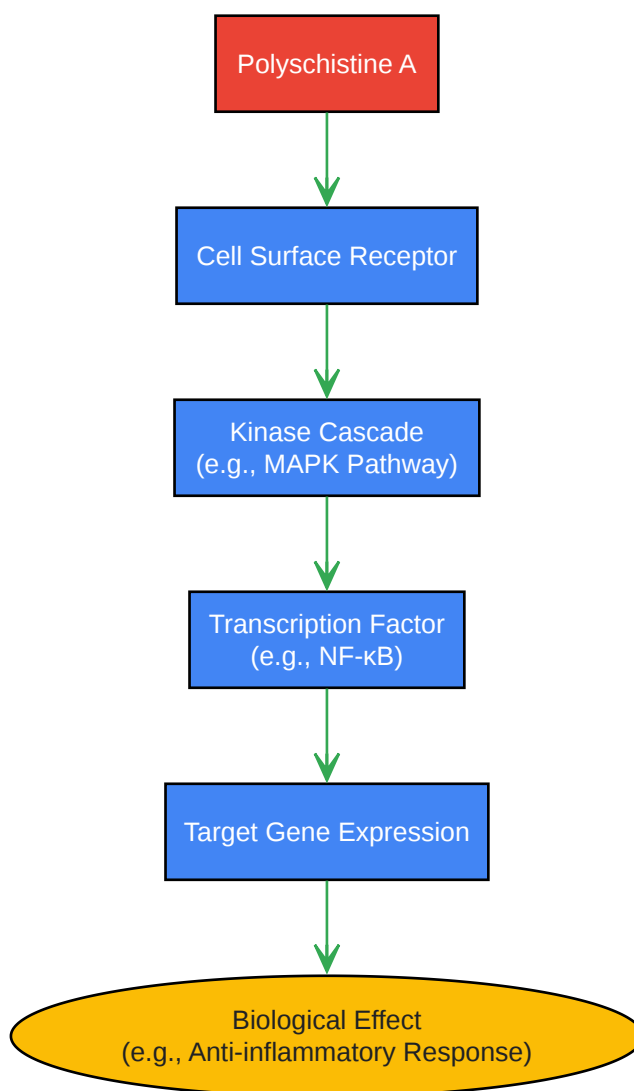 Polyschistine A
Cell Surface Receptor
Kinase Cascade
(e.g., MAPK Pathway)
Transcription Factor
(e.g., NF-κB)
Target Gene Expression
Biological Effect
(e.g., Anti-inflammatory Response)